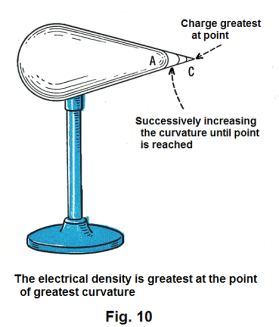 Charge greatest
at point
A
C
Successively increasing
the curvature until point
is reached
The electrical density is greatest at the point
of greatest curvature
Fig. 10